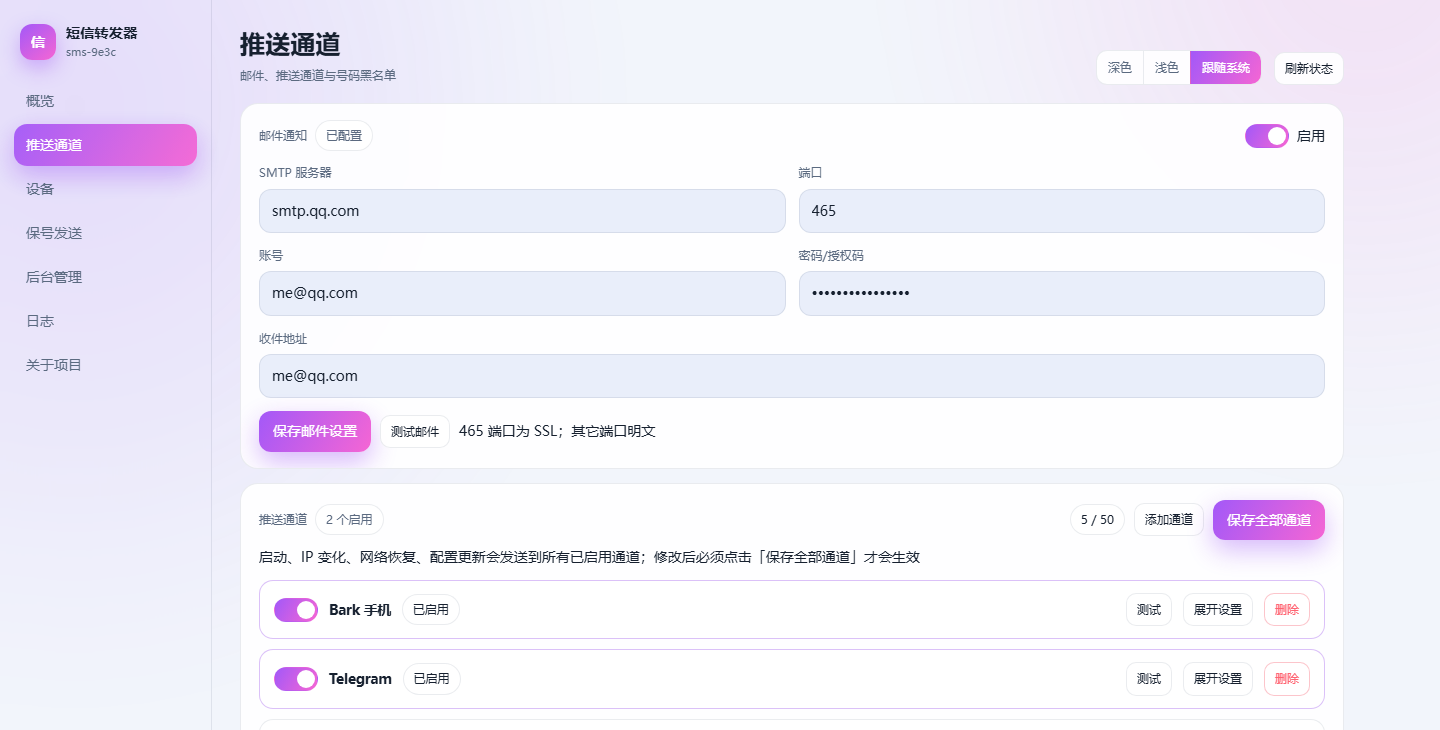 信
短信转发器
sms-9e3c
概览
推送通道
设备
保号发送
后台管理
日志
关于项目
推送通道
邮件、推送通道与号码黑名单
深色 浅色 跟随系统 刷新状态
邮件通知 已配置 启用
SMTP 服务器 端口
smtp.qq.com 465
账号 密码/授权码
me@qq.com ••••••••••••••••
收件地址
me@qq.com
保存邮件设置 测试邮件 465 端口为 SSL；其它端口明文
推送通道 2 个启用 5 / 50 添加通道 保存全部通道
启动、IP 变化、网络恢复、配置更新会发送到所有已启用通道；修改后必须点击「保存全部通道」才会生效
Bark 手机 已启用 测试 展开设置 删除
Telegram 已启用 测试 展开设置 删除